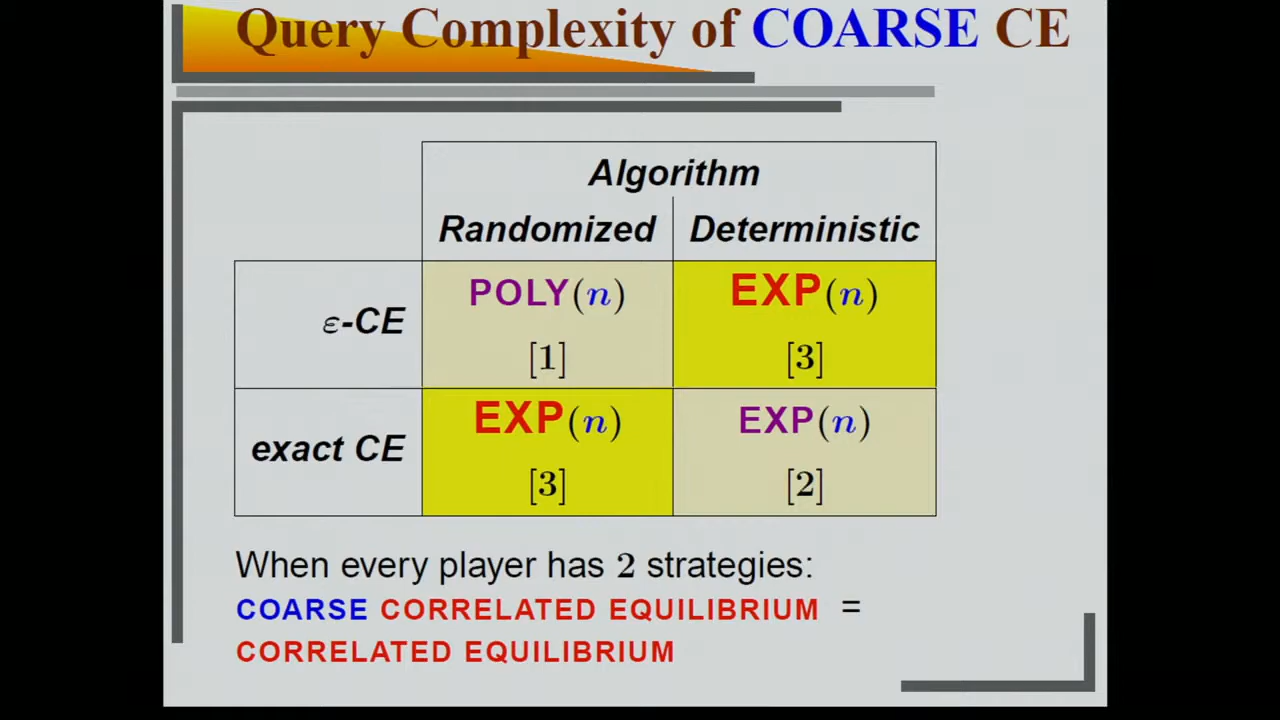 Query Complexity of COARSE CE
Algorithm
Randomized Deterministic
ε-CE POLY(n) EXP(n)
[1] [3]
exact CE EXP(n) EXP(n)
[3] [2]
When every player has 2 strategies:
COARSE CORRELATED EQUILIBRIUM =
CORRELATED EQUILIBRIUM